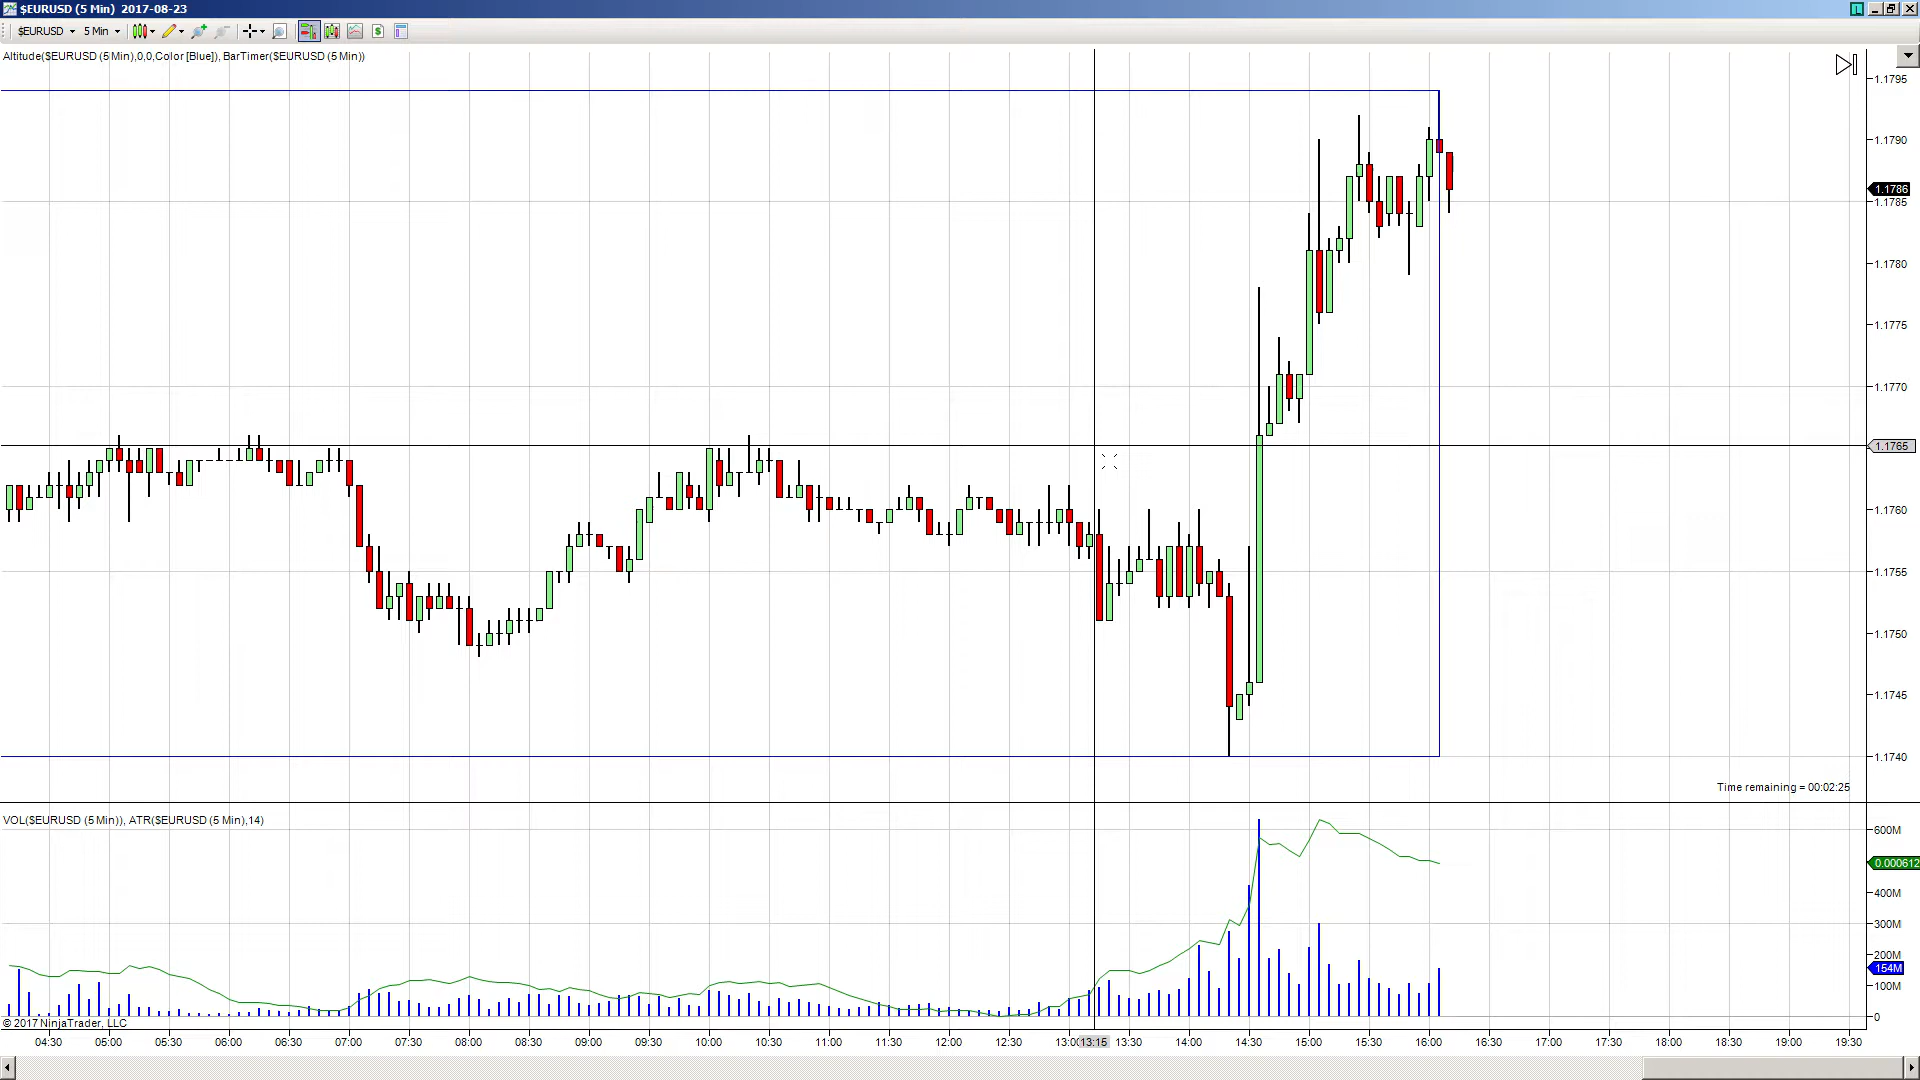 $EURUSD (5 Min) 2017-08-23
L
$EURUSD 5 Min
$
Altitude($EURUSD (5 Min),0,0,Color [Blue]), BarTimer($EURUSD (5 Min))
1.1795
1.1790
1.1786
1.1785
1.1780
1.1775
1.1770
1.1765
1.1760
1.1755
1.1750
1.1745
1.1740
Time remaining = 00:02:25
VOL($EURUSD (5 Min)), ATR($EURUSD (5 Min),14)
600M
0.000612
400M
300M
200M
154M
100M
0
© 2017 NinjaTrader, LLC
04:30 05:00 05:30 06:00 06:30 07:00 07:30 08:00 08:30 09:00 09:30 10:00 10:30 11:00 11:30 12:00 12:30 13:00 13:15 13:30 14:00 14:30 15:00 15:30 16:00 16:30 17:00 17:30 18:00 18:30 19:00 19:30